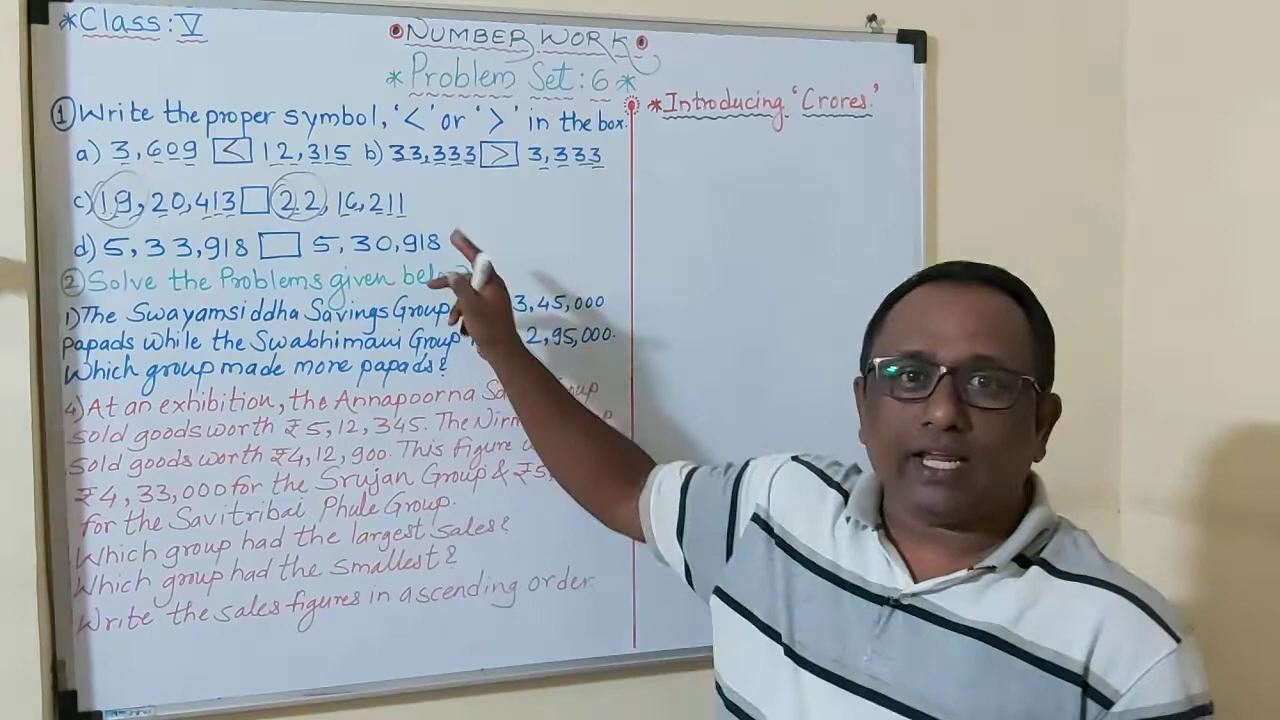 *Class: V
NUMBER WORK
* Problem Set: 6 *
① Write the proper symbol, '<' or '>' in the box.
a) 3,609 < 12,315 b) 33,333 > 3,333
c) 19,20,413 □ 22,16,211
d) 5,33,918 □ 5,30,918
② Solve the Problems given
1) The Swayamsiddha Savings Group 3,45,000
papads while the Swabhimani Group 2,95,000.
Which group made more papads?
4) At an exhibition, the Annapoorna
sold goods worth ₹5,12,345. The
sold goods worth ₹4,12,900. This figure
₹4,33,000 for the Srujan Group &
for the Savitribai Phule Group.
Which group had the largest sales?
Which group had the smallest?
Write the sales figures in ascending order.
*Introducing 'Crores.'